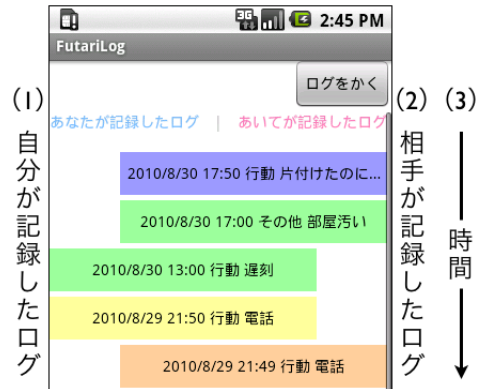 3G 2:45 PM
FutariLog
ログをかく
あなたが記録したログ | あいてが記録したログ
2010/8/30 17:50 行動 片付けたのに...
2010/8/30 17:00 その他 部屋汚い
2010/8/30 13:00 行動 遅刻
2010/8/29 21:50 行動 電話
2010/8/29 21:49 行動 電話
(1)
自分が記録したログ
(2)
相手が記録したログ
(3)
時間